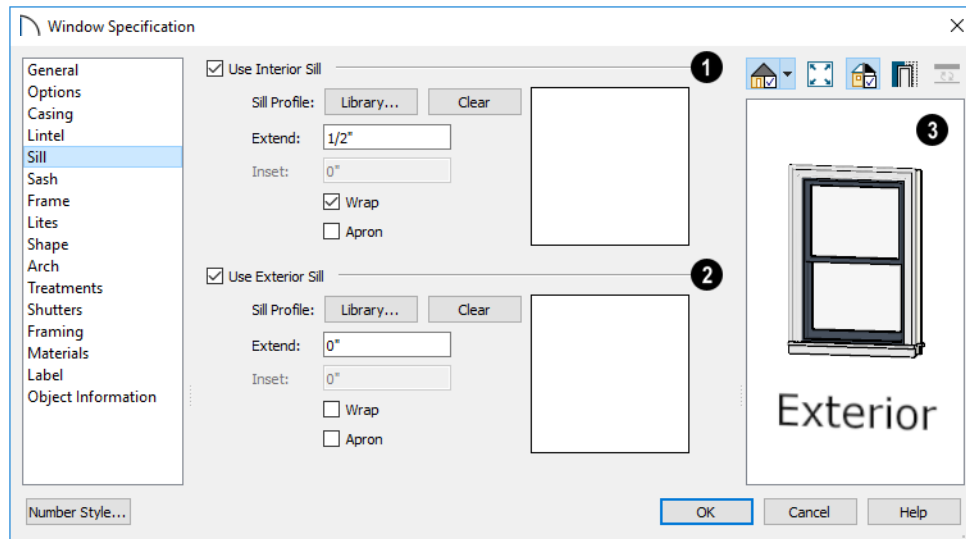 Window Specification
General
Options
Casing
Lintel
Sill
Sash
Frame
Lites
Shape
Arch
Treatments
Shutters
Framing
Materials
Label
Object Information
Use Interior Sill
1
Sill Profile: Library... Clear
Extend: 1/2"
Inset: 0"
Wrap
Apron
Use Exterior Sill
2
Sill Profile: Library... Clear
Extend: 0"
Inset: 0"
Wrap
Apron
3
Exterior
Number Style... OK Cancel Help